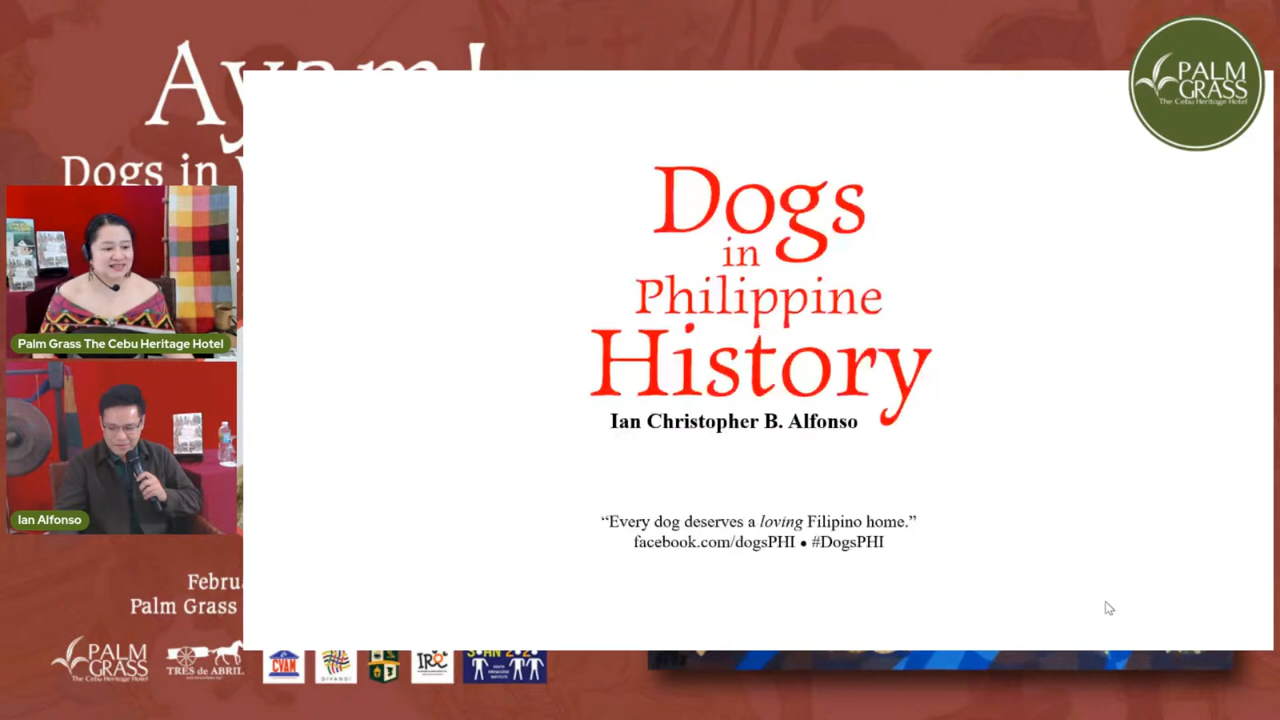 Ayam!
Dogs in
PALM
GRASS
The Cebu Heritage Hotel
Dogs
in
Philippine
History
Ian Christopher B. Alfonso
“Every dog deserves a loving Filipino home.”
facebook.com/dogsPHI • #DogsPHI
Palm Grass The Cebu Heritage Hotel
Ian Alfonso
Palm Grass
PALM
GRASS
The Cebu Heritage Hotel
TRES de ABRIL
CVAM